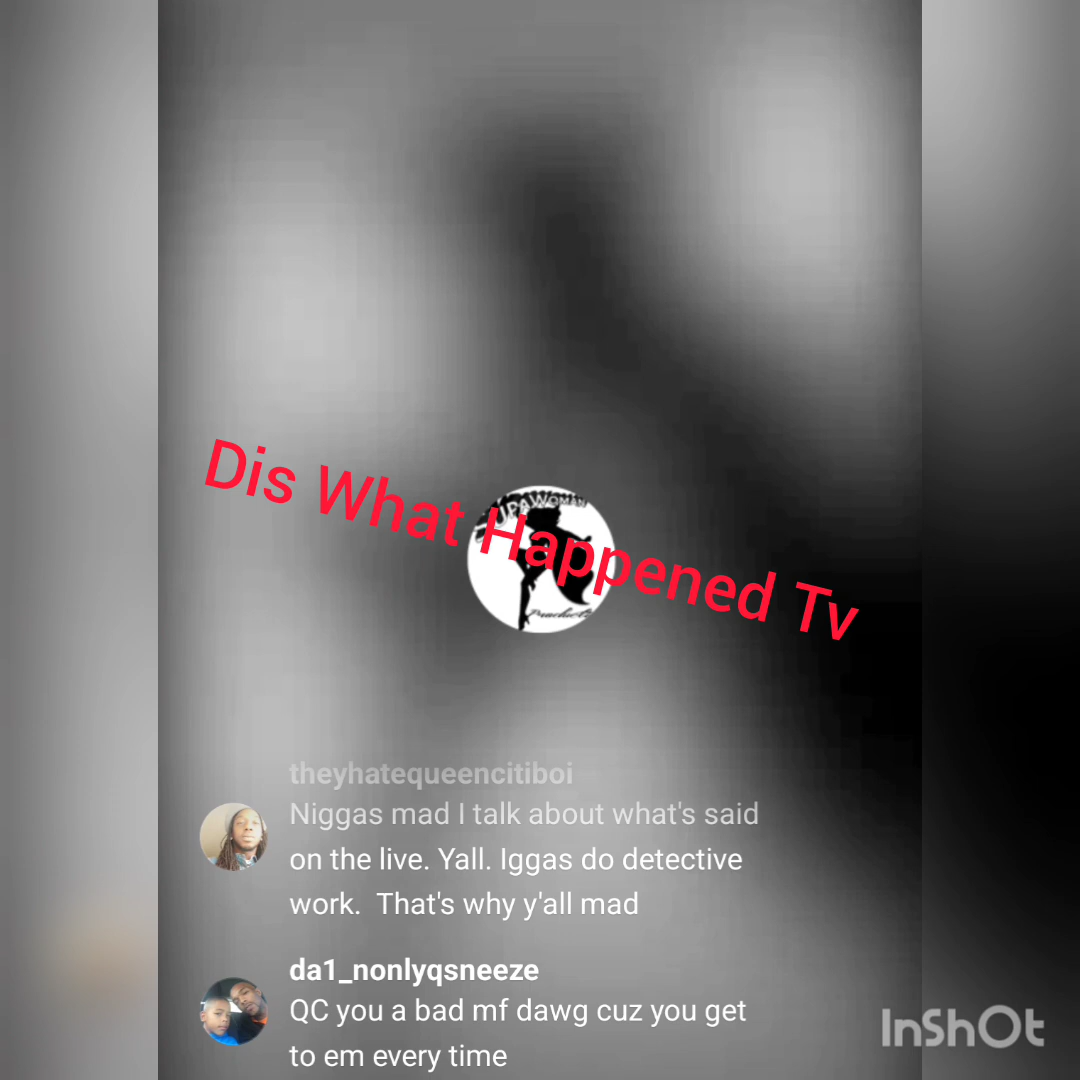 Dis What Happened Tv
UPAWOMAN
theyhatequeencitiboi
Niggas mad I talk about what's said
on the live. Yall. Iggas do detective
work.  That's why y'all mad
da1_nonlyqsneeze
QC you a bad mf dawg cuz you get
to em every time
InShOt